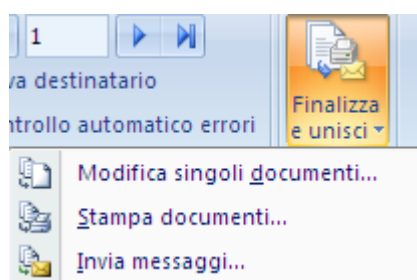 1
va destinatario
ntrollo automatico errori
Finalizza
e unisci
Modifica singoli documenti...
Stampa documenti...
Invia messaggi...